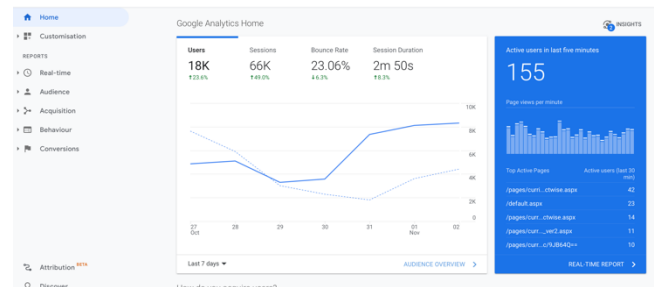 Home
Customisation
REPORTS
Real-time
Audience
Acquisition
Behaviour
Conversions
Attribution BETA
Discover
Google Analytics Home
INSIGHTS
Users Sessions Bounce Rate Session Duration
18K 66K 23.06% 2m 50s
↑23.6% ↑49.0% ↓6.3% ↑8.3%
10K
8K
6K
4K
2K
0
27 28 29 30 31 01 02
Oct Nov
Last 7 days
AUDIENCE OVERVIEW
Active users in last five minutes
155
Page views per minute
Top Active Pages Active users (last 30 min)
/pages/curr...ctwise.aspx 42
/default.aspx 23
/pages/curr...ctwise.aspx 14
/pages/curr..._ver2.aspx 11
/pages/curr...c/9JB64Q== 10
REAL-TIME REPORT